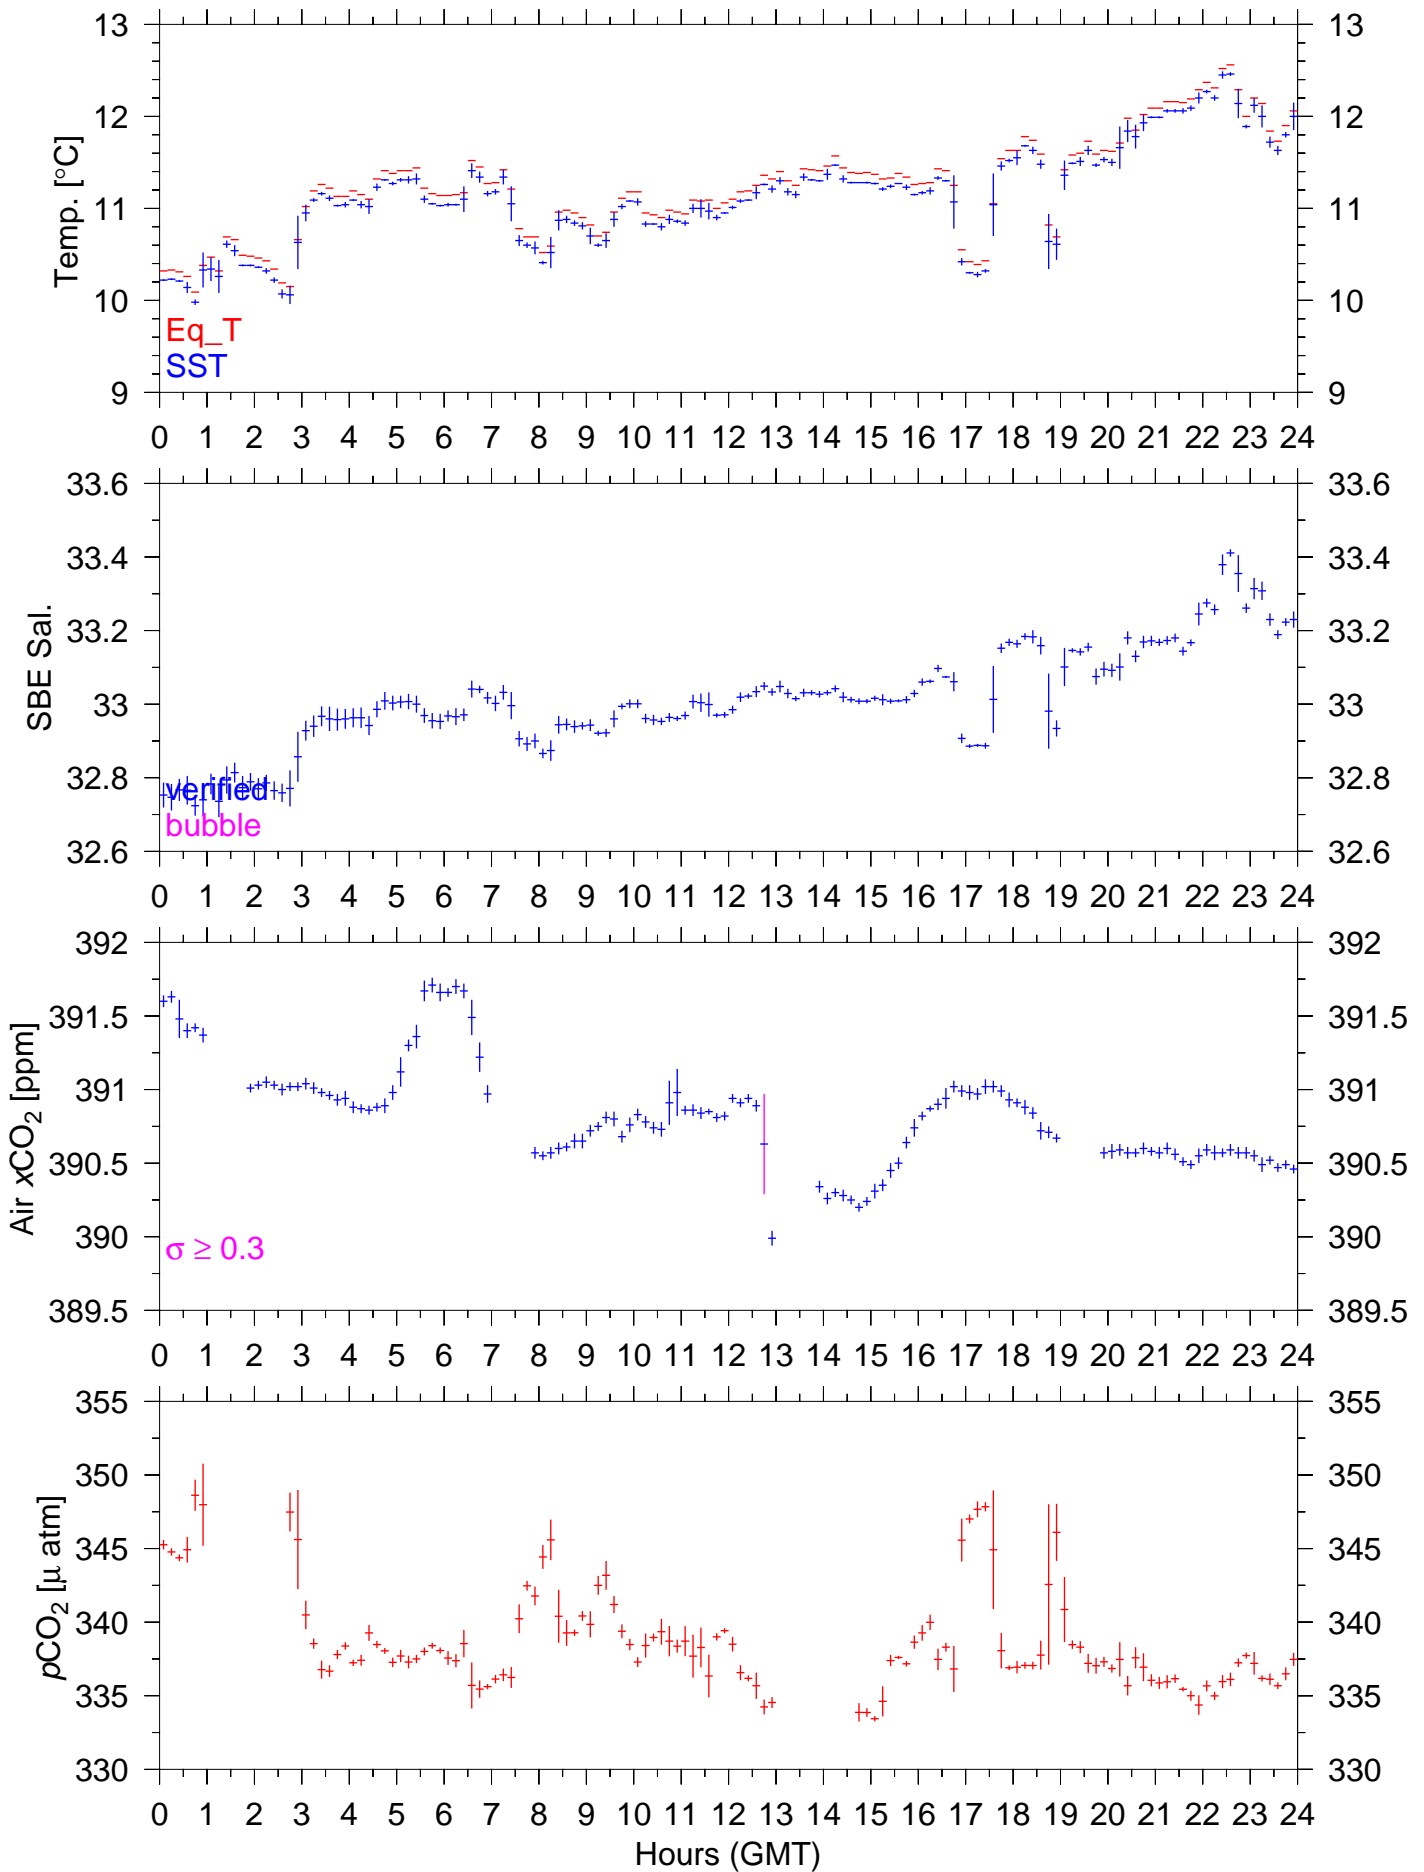 13 13
12 12
Temp. [°C]
11 11
10 10
Eq_T
SST
9 9
0 1 2 3 4 5 6 7 8 9 10 11 12 13 14 15 16 17 18 19 20 21 22 23 24
33.6 33.6
33.4 33.4
33.2 33.2
SBE Sal.
33 33
32.8 32.8
verified
bubble
32.6 32.6
0 1 2 3 4 5 6 7 8 9 10 11 12 13 14 15 16 17 18 19 20 21 22 23 24
392 392
391.5 391.5
391 391
Air xCO₂ [ppm]
390.5 390.5
390 390
σ ≥ 0.3
389.5 389.5
0 1 2 3 4 5 6 7 8 9 10 11 12 13 14 15 16 17 18 19 20 21 22 23 24
355 355
350 350
345 345
pCO₂ [μ atm]
340 340
335 335
330 330
0 1 2 3 4 5 6 7 8 9 10 11 12 13 14 15 16 17 18 19 20 21 22 23 24
Hours (GMT)